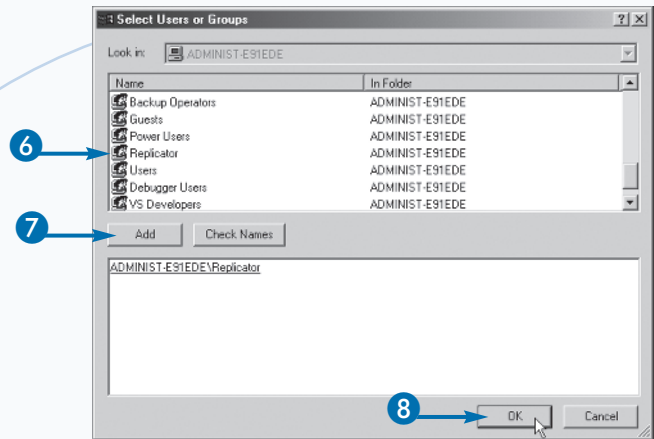 Select Users or Groups
Look in: ADMINIST-E91EDE
Name In Folder
Backup Operators ADMINIST-E91EDE
Guests ADMINIST-E91EDE
Power Users ADMINIST-E91EDE
6 Replicator ADMINIST-E91EDE
Users ADMINIST-E91EDE
Debugger Users ADMINIST-E91EDE
VS Developers ADMINIST-E91EDE
7 Add Check Names
ADMINIST-E91EDE\Replicator
8 OK Cancel